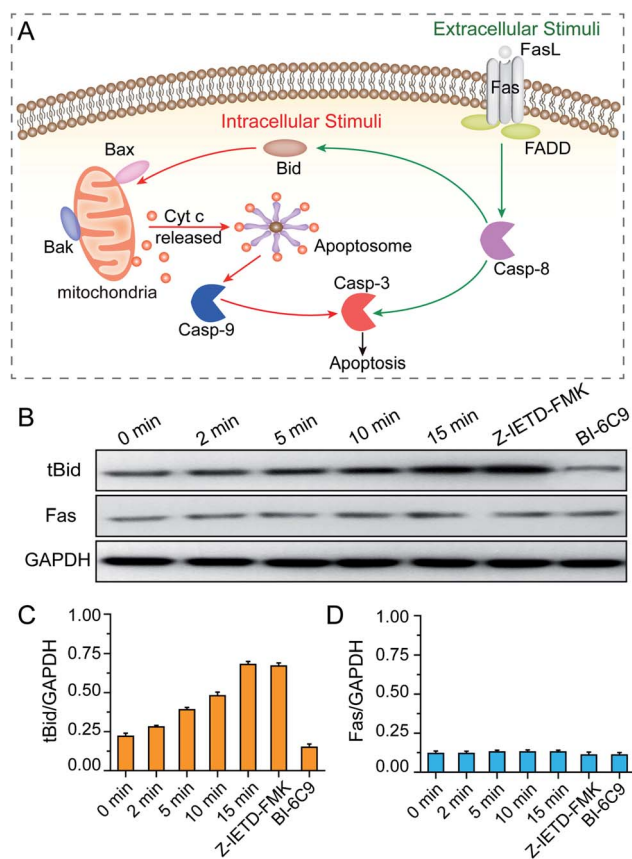 A
Extracellular Stimuli
FasL
Fas
Intracellular Stimuli
FADD
Bax
Bid
Cyt c
released
Bak
Apoptosome
mitochondria
Casp-8
Casp-3
Casp-9
Apoptosis
B
0 min 2 min 5 min 10 min 15 min Z-IETD-FMK BI-6C9
tBid
Fas
GAPDH
C
tBid/GAPDH
1.00
0.75
0.50
0.25
0.00
0 min 2 min 5 min 10 min 15 min Z-IETD-FMK BI-6C9
D
Fas/GAPDH
1.00
0.75
0.50
0.25
0.00
0 min 2 min 5 min 10 min 15 min Z-IETD-FMK BI-6C9